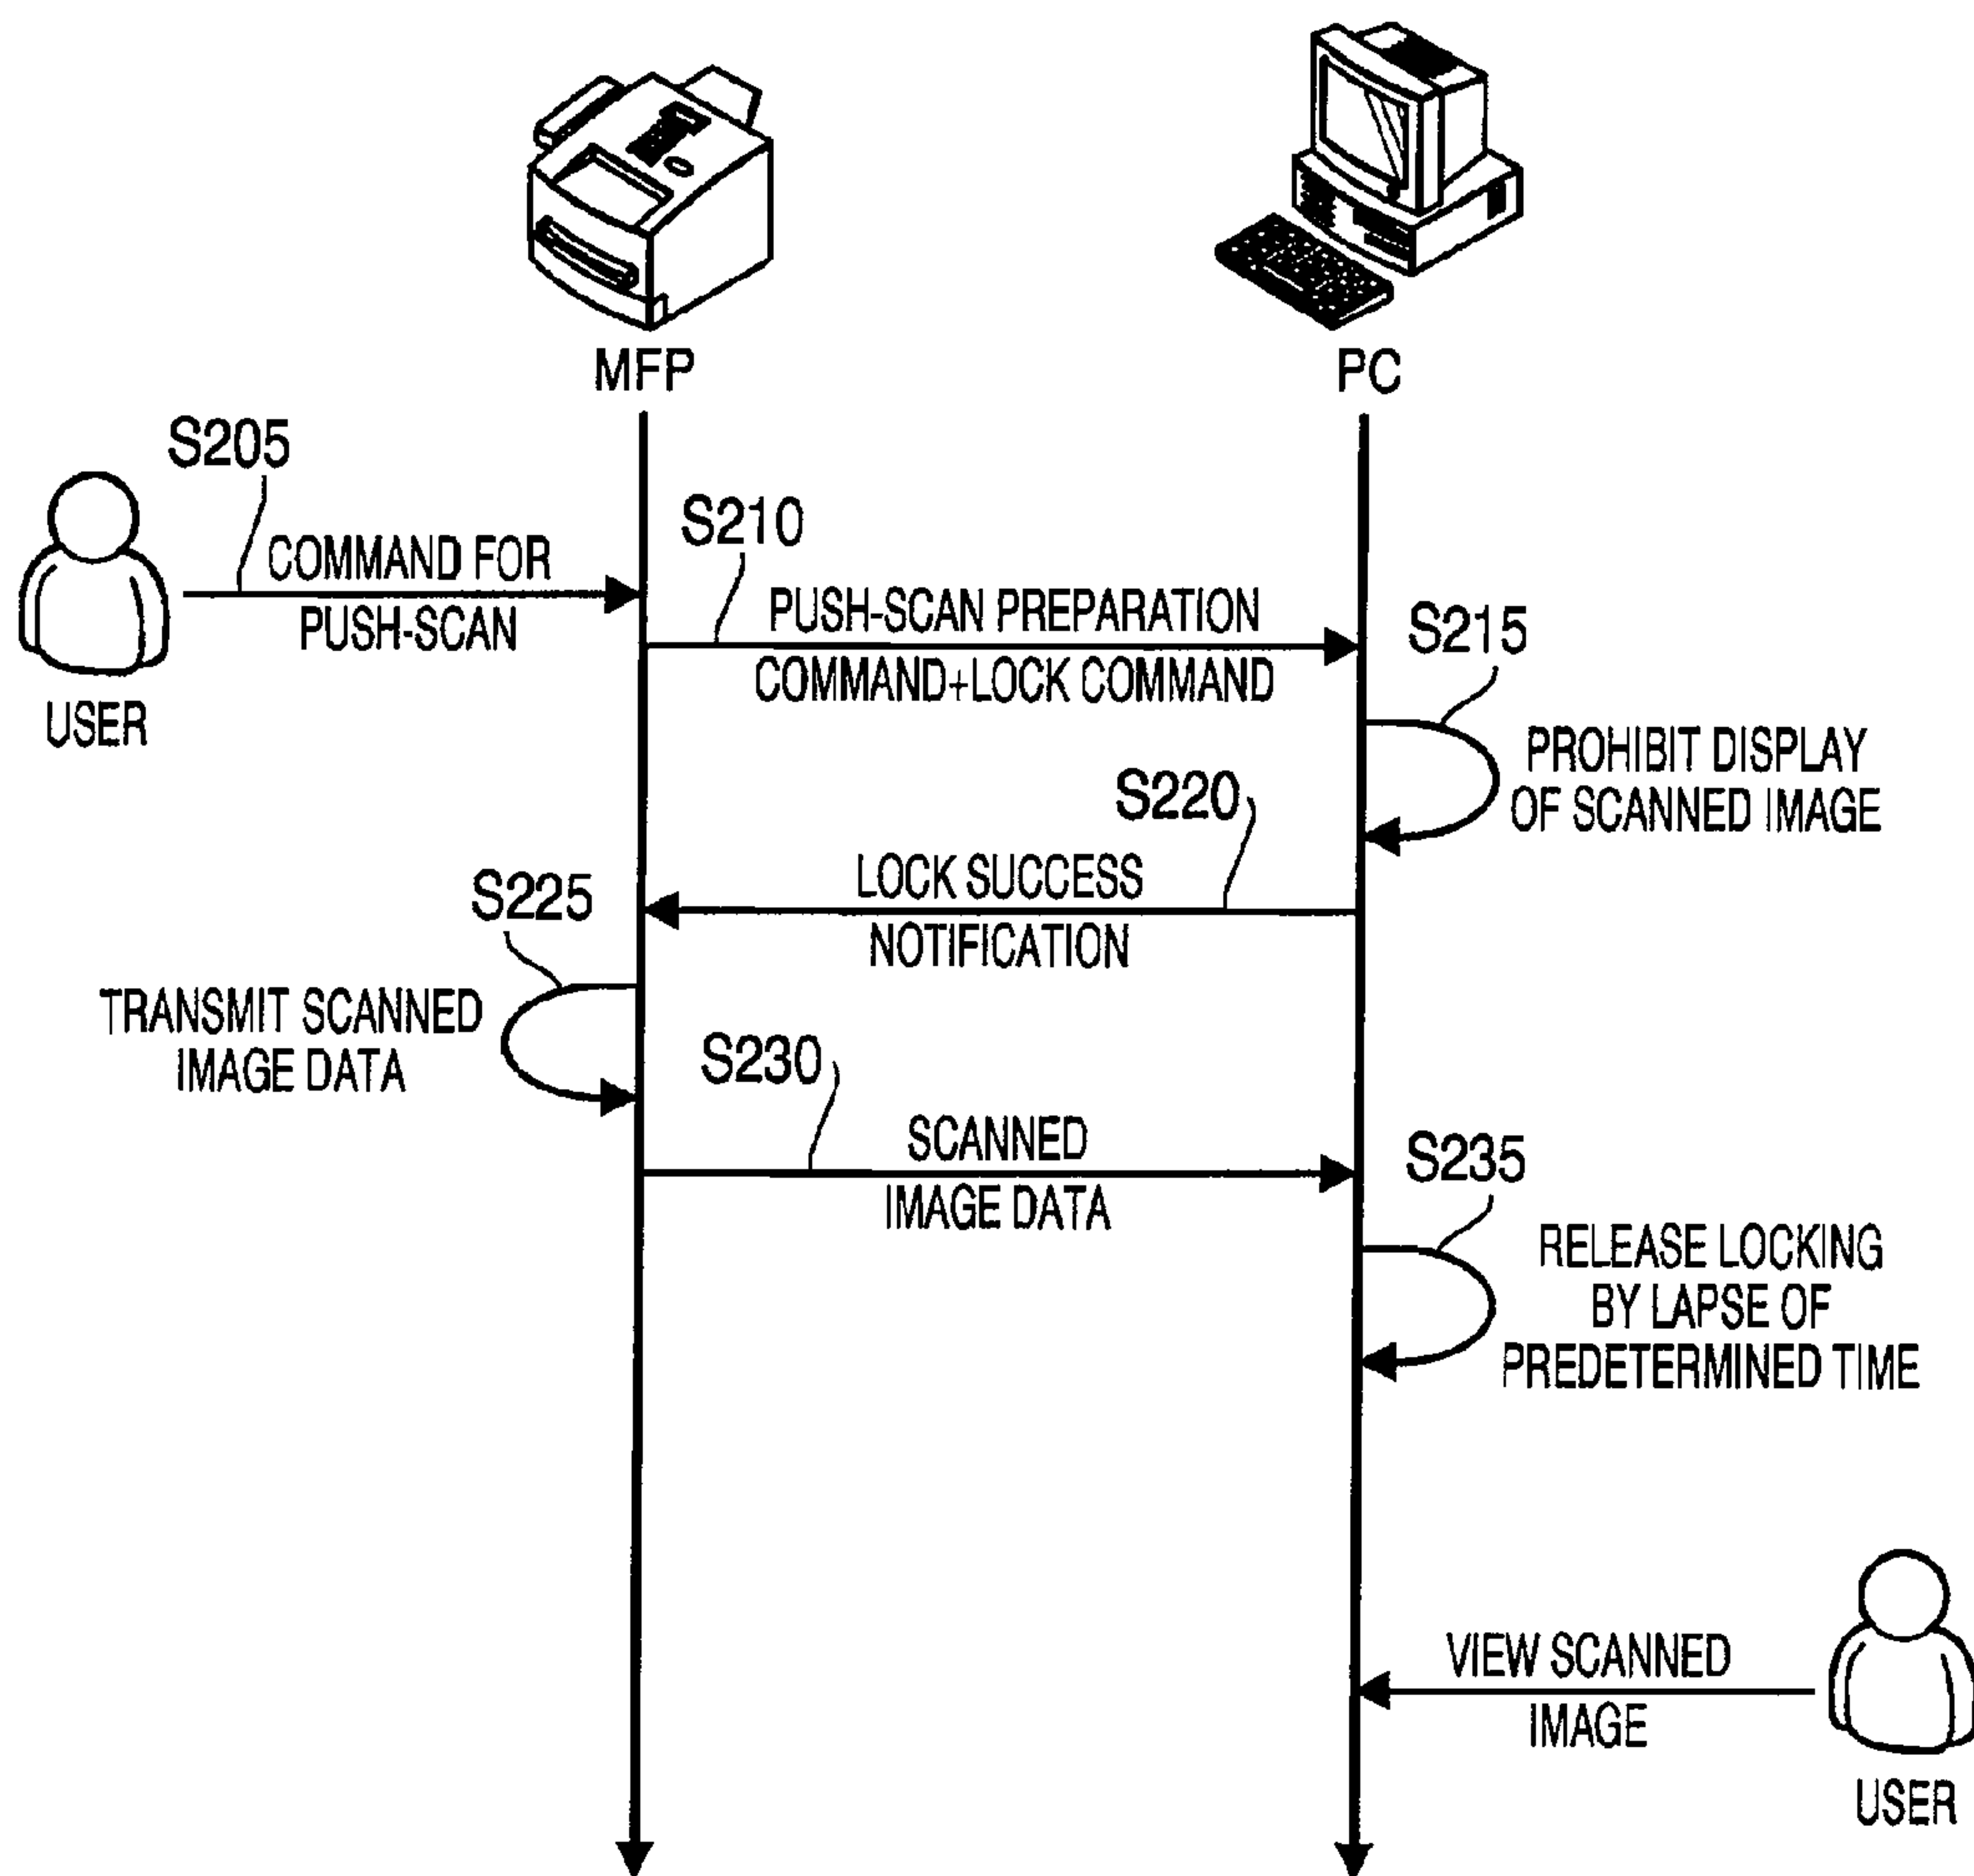 MFP
PC
S205
COMMAND FOR
PUSH-SCAN
USER
S210
PUSH-SCAN PREPARATION
COMMAND+LOCK COMMAND
S215
PROHIBIT DISPLAY
OF SCANNED IMAGE
S220
LOCK SUCCESS
NOTIFICATION
S225
TRANSMIT SCANNED
IMAGE DATA
S230
SCANNED
IMAGE DATA
S235
RELEASE LOCKING
BY LAPSE OF
PREDETERMINED TIME
VIEW SCANNED
IMAGE
USER